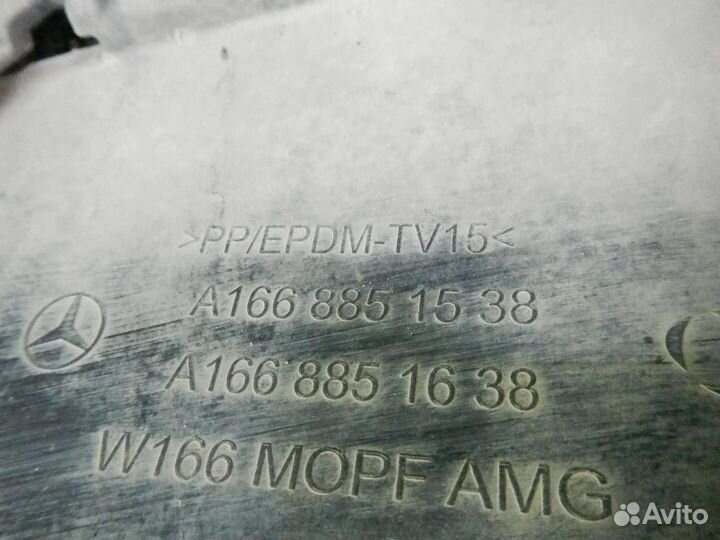 >PP/EPDM-TV15<
A166 885 15 38
A166 885 16 38
W166 MOPF AMG
Avito